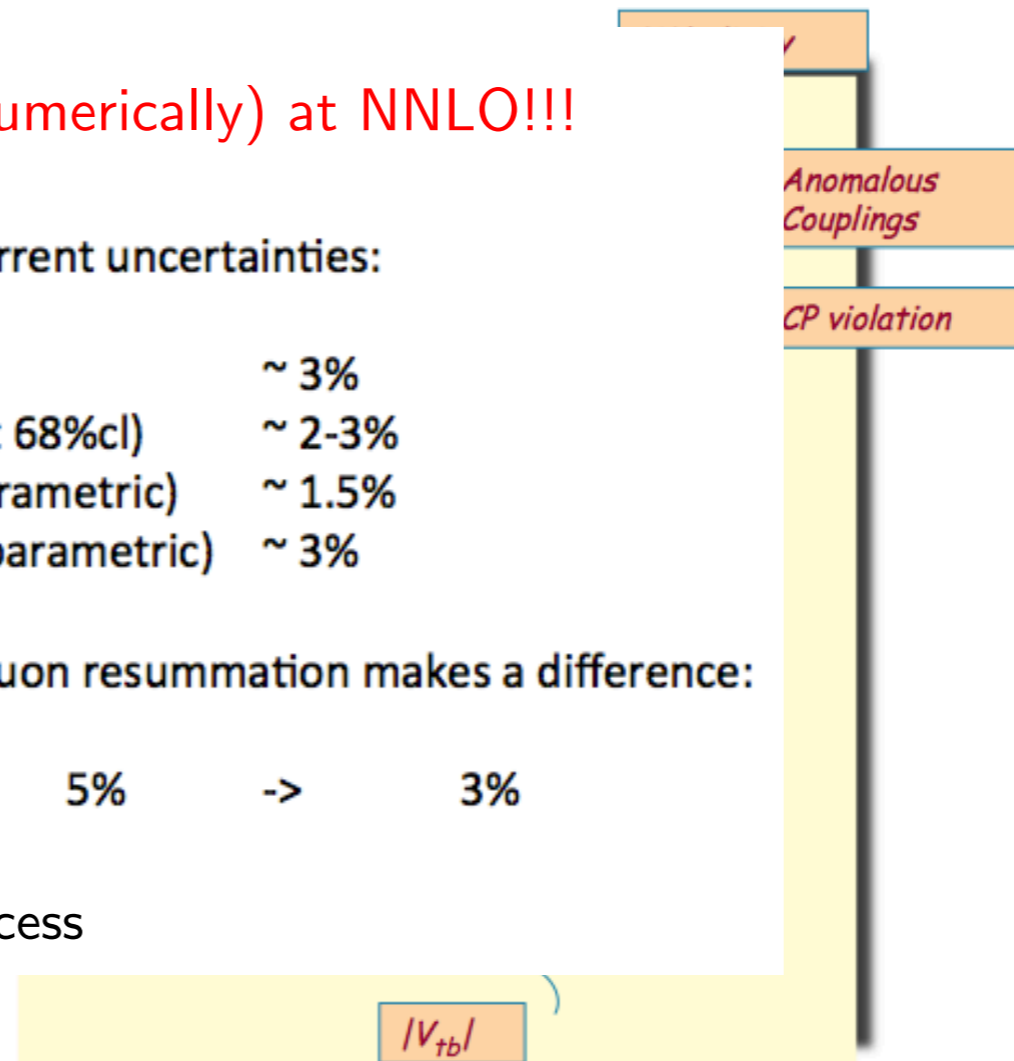 umerically) at NNLO!!!
Anomalous
Couplings
rrent uncertainties:
CP violation
~ 3%
68%cl) ~ 2-3%
rametric) ~ 1.5%
parametric) ~ 3%
uon resummation makes a difference:
5% -> 3%
cess
|V_tb|